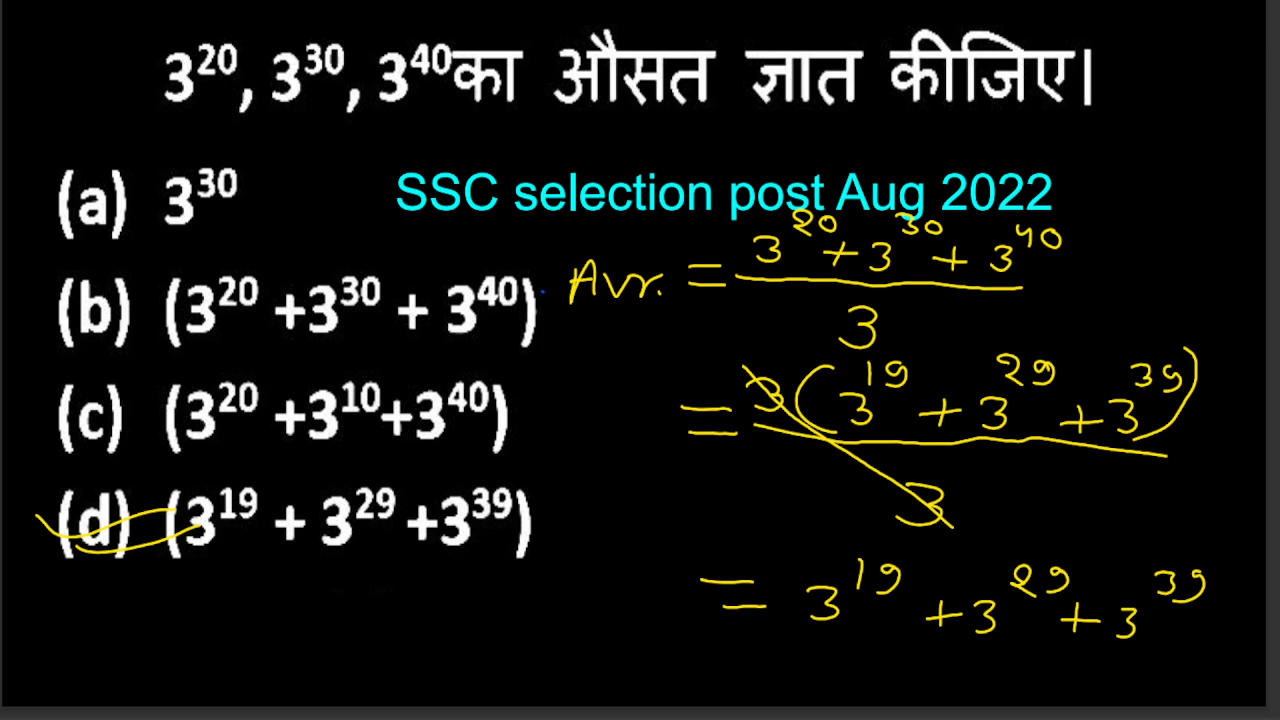 3²⁰, 3³⁰, 3⁴⁰का औसत ज्ञात कीजिए।
(a) 3³⁰
SSC selection post Aug 2022
(b) (3²⁰ +3³⁰ + 3⁴⁰)
Avr. = 3²⁰ + 3³⁰ + 3⁴⁰
3
(c) (3²⁰ +3¹⁰+3⁴⁰)
= 3 (3¹⁹ + 3²⁹ + 3³⁹)
3
(d) (3¹⁹ + 3²⁹ +3³⁹)
= 3¹⁹ + 3²⁹ + 3³⁹